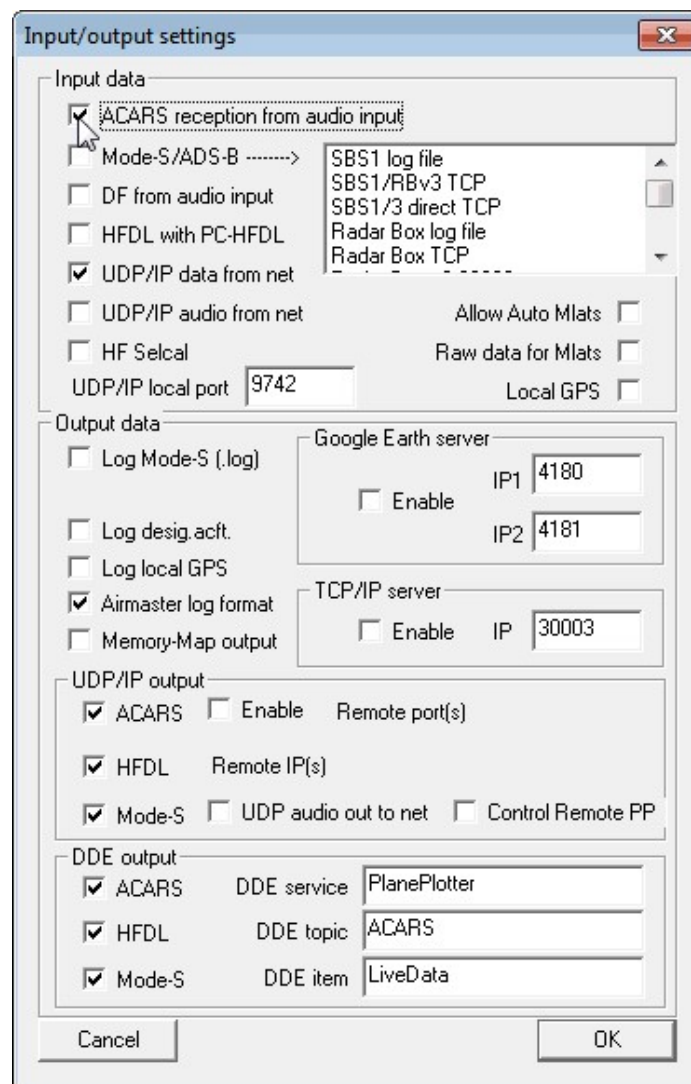 Input/output settings
Input data
ACARS reception from audio input
Mode-S/ADS-B ------->
SBS1 log file
SBS1/RBv3 TCP
SBS1/3 direct TCP
Radar Box log file
Radar Box TCP
DF from audio input
HFDL with PC-HFDL
UDP/IP data from net
UDP/IP audio from net
Allow Auto Mlats
HF Selcal
Raw data for Mlats
UDP/IP local port 9742
Local GPS
Output data
Log Mode-S (.log)
Google Earth server
Enable
IP1 4180
IP2 4181
Log desig.acft.
Log local GPS
Airmaster log format
Memory-Map output
TCP/IP server
Enable IP 30003
UDP/IP output
ACARS Enable Remote port(s)
HFDL Remote IP(s)
Mode-S UDP audio out to net Control Remote PP
DDE output
ACARS DDE service PlanePlotter
HFDL DDE topic ACARS
Mode-S DDE item LiveData
Cancel OK